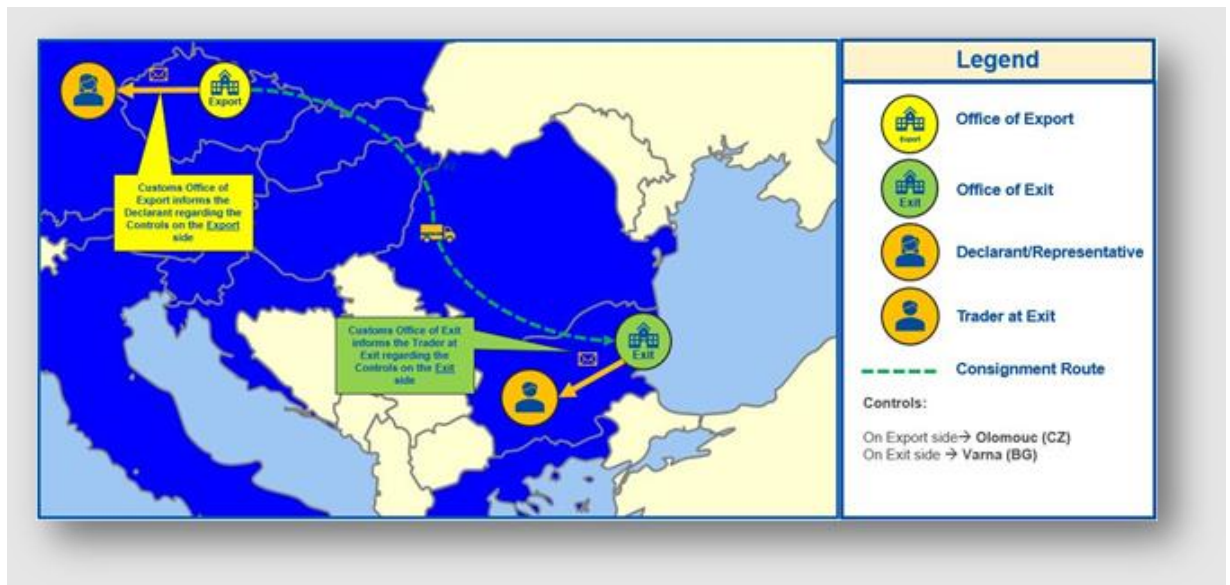 Export
Customs Office of
Export informs the
Declarant regarding the
Controls on the Export
side
Customs Office of Exit
informs the Trader at
Exit regarding the
Controls on the Exit
side
Exit
Legend
Export
Office of Export
Exit
Office of Exit
Declarant/Representative
Trader at Exit
Consignment Route
Controls:
On Export side→ Olomouc (CZ)
On Exit side → Varna (BG)